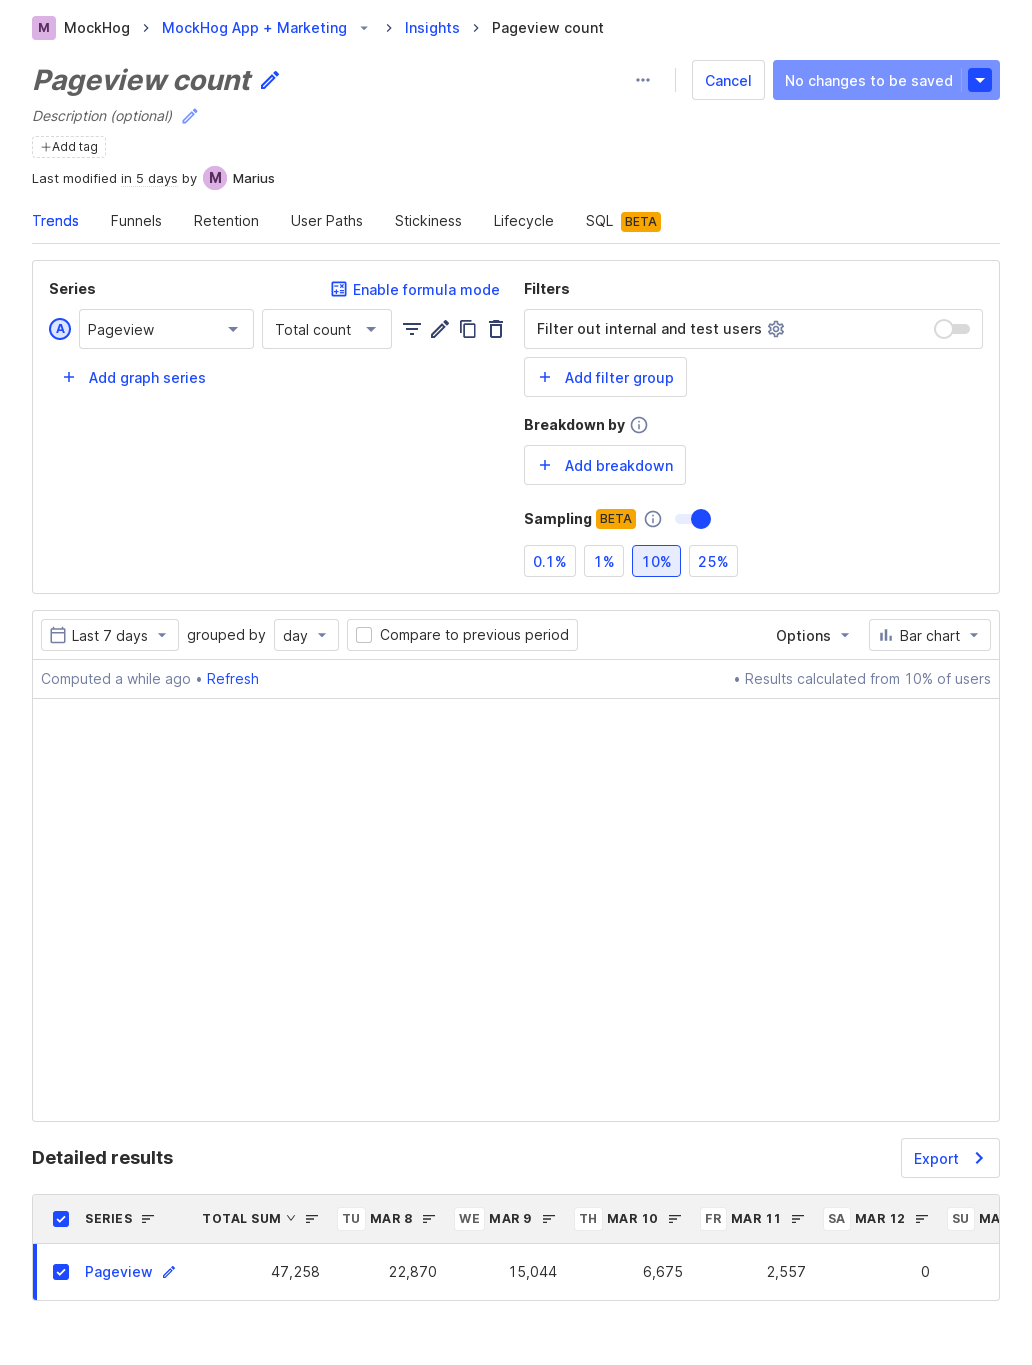 M MockHog > MockHog App + Marketing > Insights > Pageview count
Pageview count
Cancel No changes to be saved
Description (optional)
+Add tag
Last modified in 5 days by M Marius
Trends Funnels Retention User Paths Stickiness Lifecycle SQL BETA
Series Enable formula mode
A Pageview Total count
+ Add graph series
Filters
Filter out internal and test users
+ Add filter group
Breakdown by
+ Add breakdown
Sampling BETA
0.1% 1% 10% 25%
Last 7 days grouped by day Compare to previous period Options Bar chart
Computed a while ago • Refresh • Results calculated from 10% of users
Detailed results Export
SERIES TOTAL SUM TU MAR 8 WE MAR 9 TH MAR 10 FR MAR 11 SA MAR 12 SU MA
Pageview 47,258 22,870 15,044 6,675 2,557 0